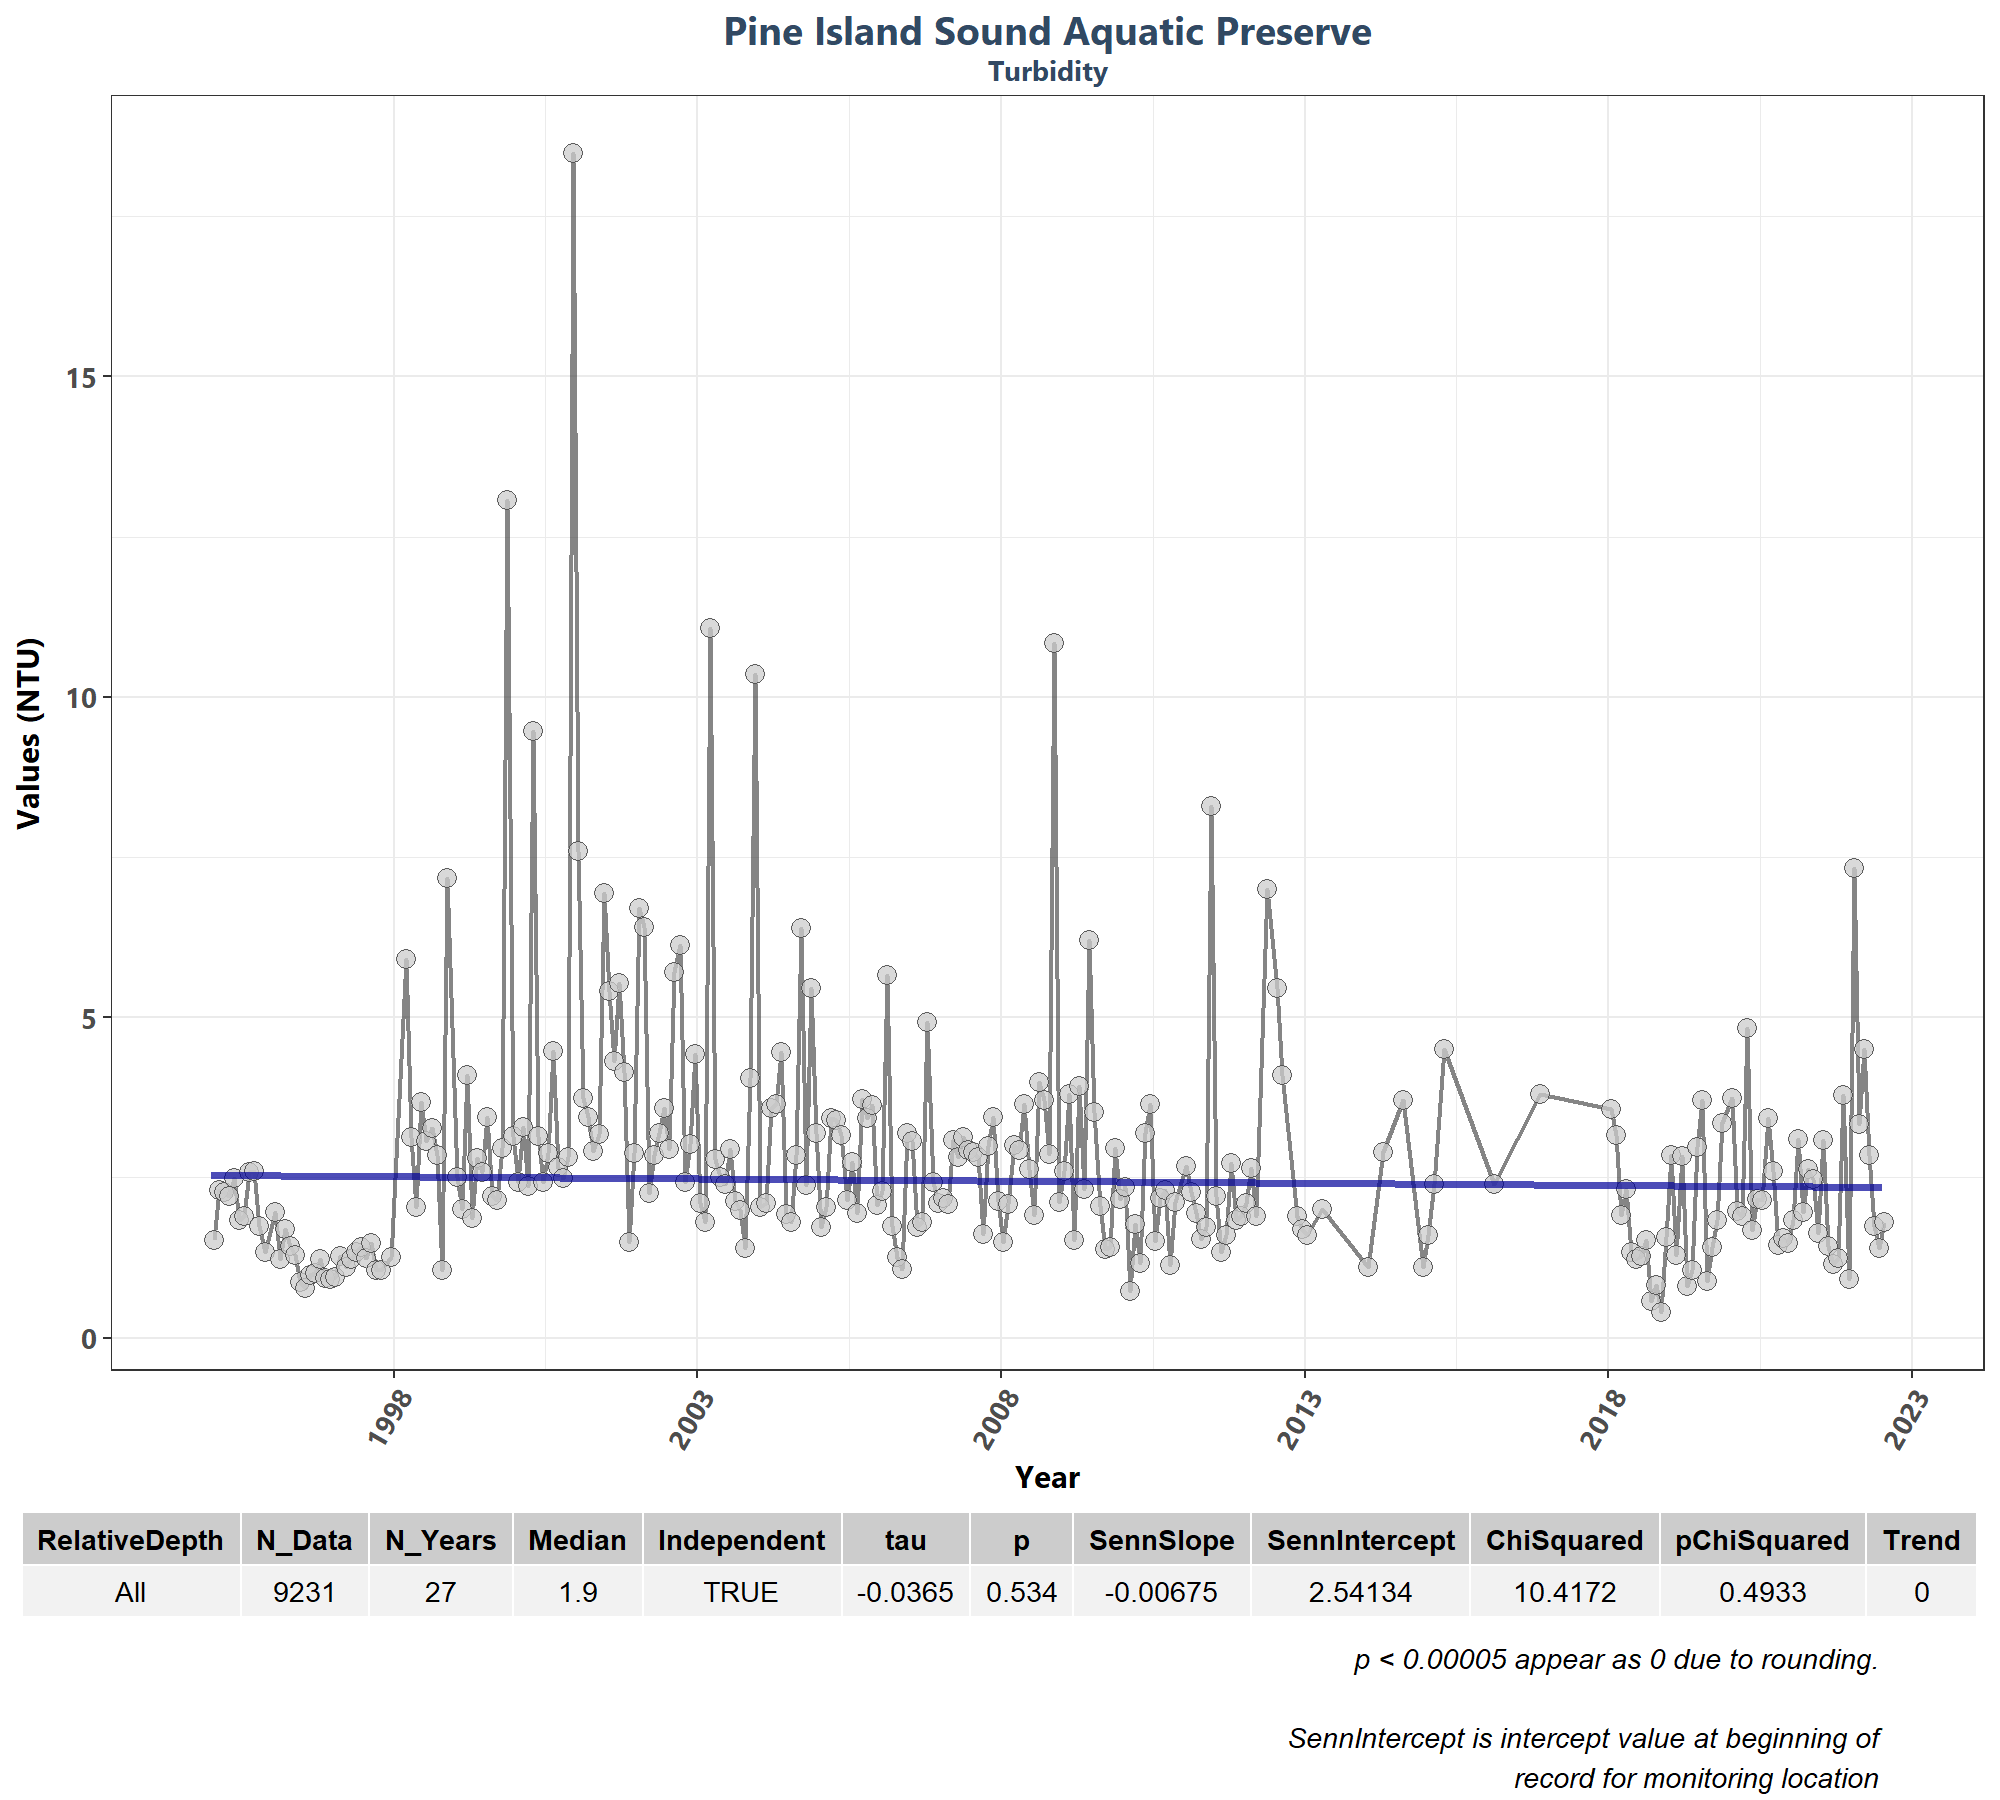 Pine Island Sound Aquatic Preserve
Turbidity
Values (NTU)
15
10
5
0
1998
2003
2008
2013
2018
2023
Year
RelativeDepth N_Data N_Years Median Independent tau p SennSlope SennIntercept ChiSquared pChiSquared Trend
All 9231 27 1.9 TRUE -0.0365 0.534 -0.00675 2.54134 10.4172 0.4933 0
p < 0.00005 appear as 0 due to rounding.
SennIntercept is intercept value at beginning of
record for monitoring location